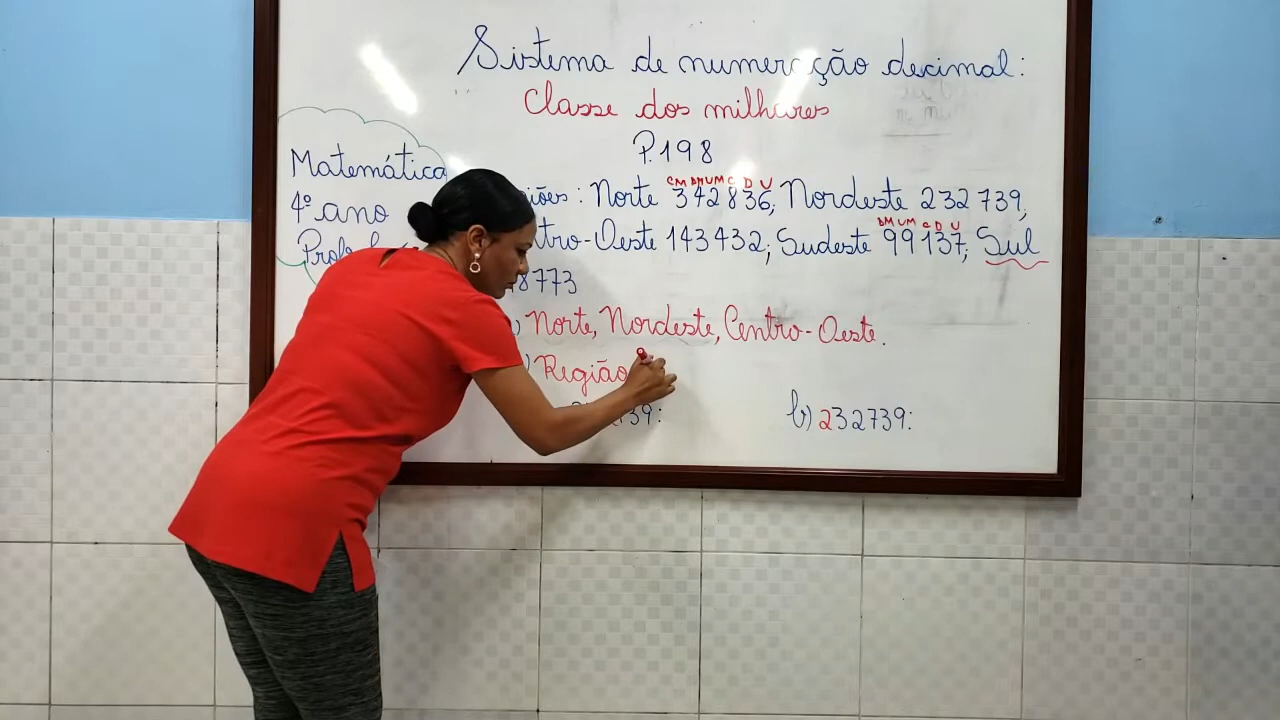 Sistema de numeração decimal:
Classe dos milhares
P.198
Matemática
4º ano
CM DM UM C D U
Norte 342836; Nordeste 232739,
DM UM C D U
Oeste 143432; Sudeste 99137; Sul
8773
Norte, Nordeste, Centro-Oeste.
Região
739:
b) 232739: